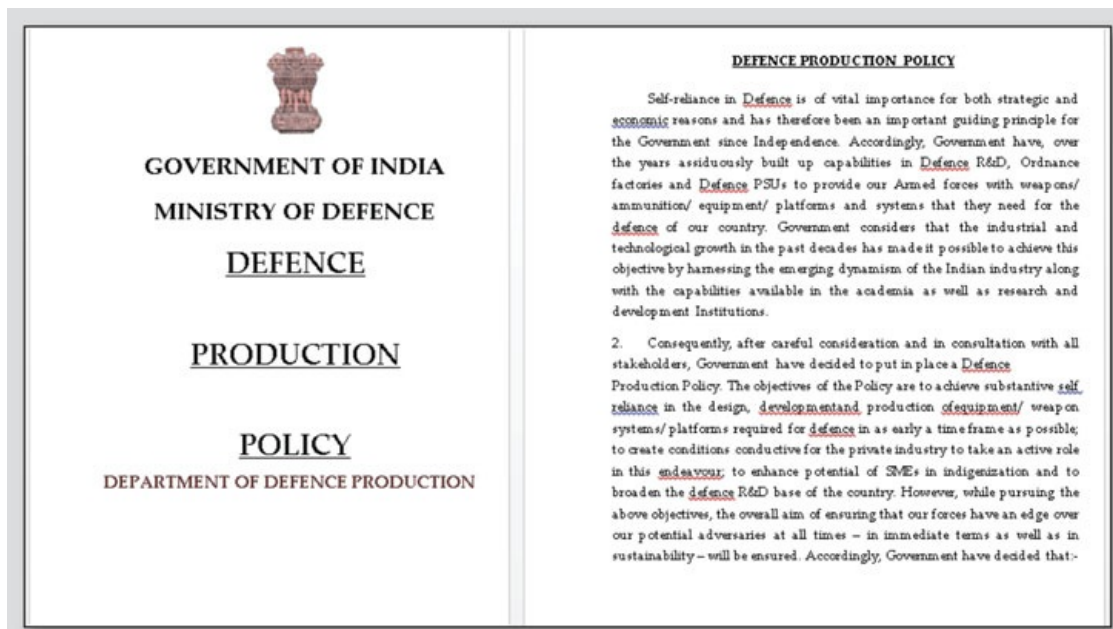 GOVERNMENT OF INDIA
MINISTRY OF DEFENCE
DEFENCE
PRODUCTION
POLICY
DEPARTMENT OF DEFENCE PRODUCTION
DEFENCE PRODUCTION POLICY
Self-reliance in Defence is of vital importance for both strategic and
economic reasons and has therefore been an important guiding principle for
the Government since Independence. Accordingly, Government have, over
the years assiduously built up capabilities in Defence R&D, Ordnance
factories and Defence PSUs to provide our Armed forces with weapons/
ammunition/ equipment/ platforms and systems that they need for the
defence of our country. Government considers that the industrial and
technological growth in the past decades has made it possible to achieve this
objective by harnessing the emerging dynamism of the Indian industry along
with the capabilities available in the academia as well as research and
development Institutions.
2. Consequently, after careful consideration and in consultation with all
stakeholders, Government have decided to put in place a Defence
Production Policy. The objectives of the Policy are to achieve substantive self
reliance in the design, developmentand production ofequipment/ weapon
systems/ platforms required for defence in as early a time frame as possible;
to create conditions conducive for the private industry to take an active role
in this endeavour; to enhance potential of SMEs in indigenization and to
broaden the defence R&D base of the country. However, while pursuing the
above objectives, the overall aim of ensuring that our forces have an edge over
our potential adversaries at all times – in immediate terms as well as in
sustainability – will be ensured. Accordingly, Government have decided that:-